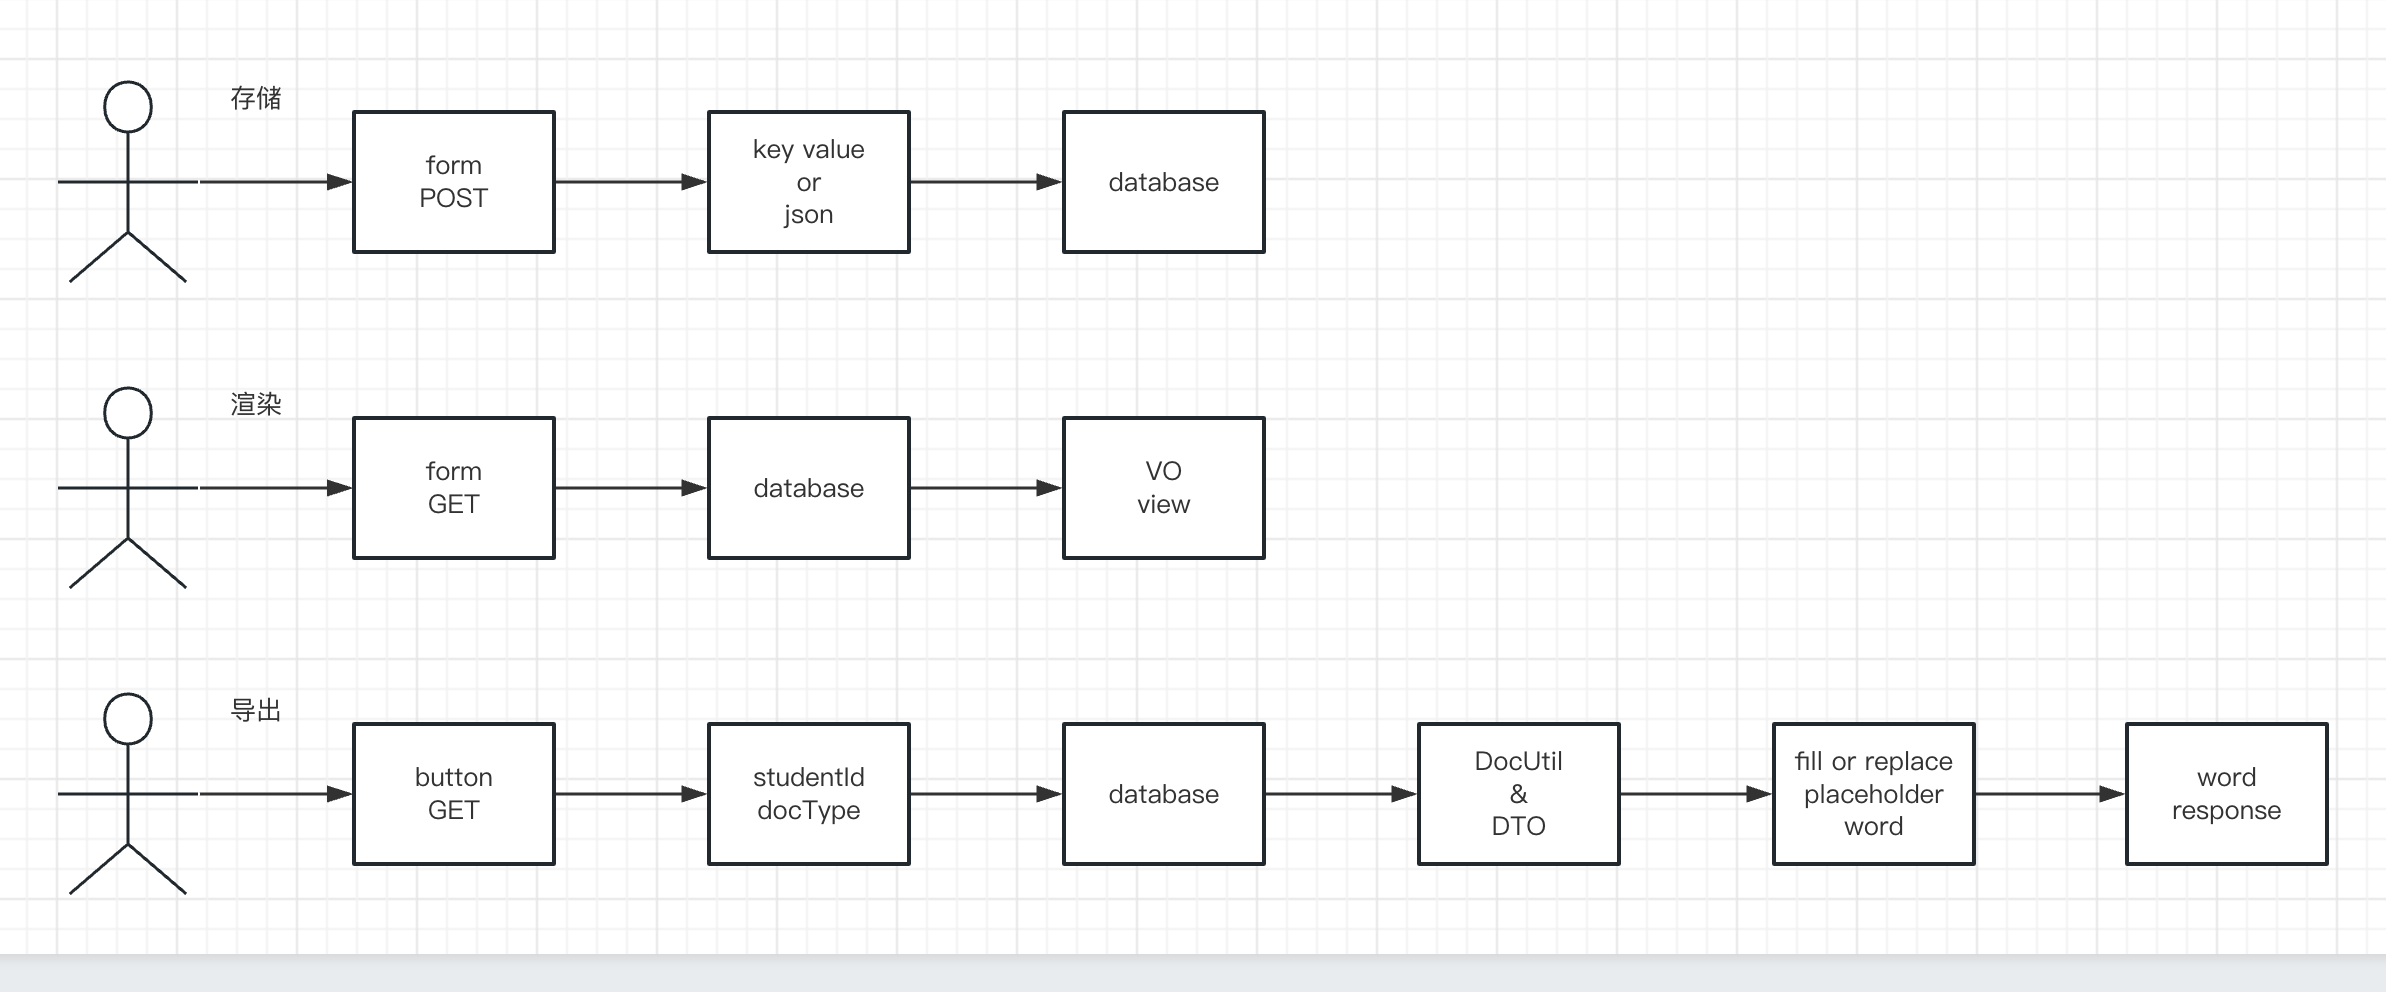 存储
form
POST
key value
or
json
database
渲染
form
GET
database
VO
view
导出
button
GET
studentId
docType
database
DocUtil
&
DTO
fill or replace
placeholder
word
word
response